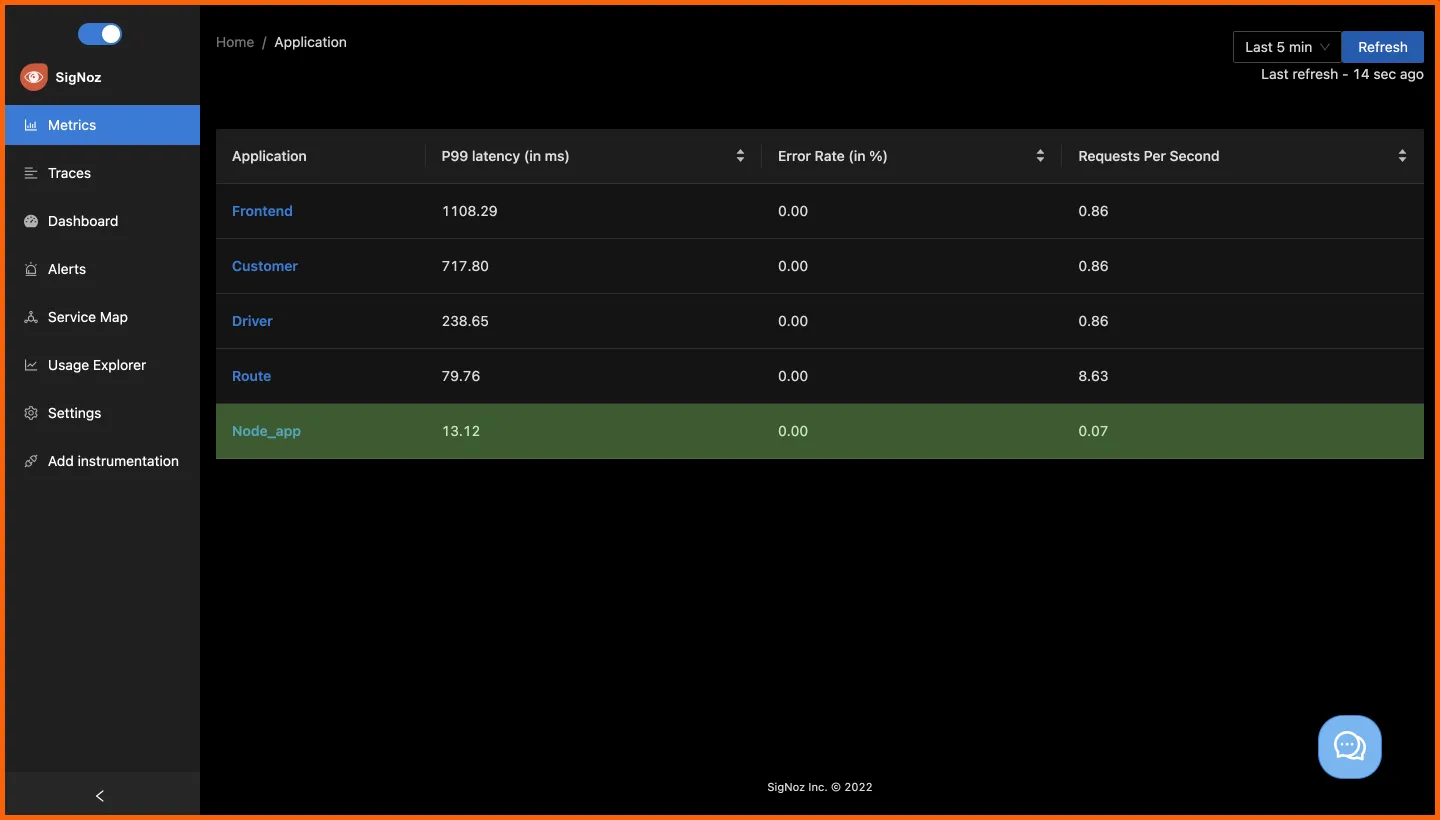 SigNoz
Metrics
Traces
Dashboard
Alerts
Service Map
Usage Explorer
Settings
Add instrumentation
Home / Application
Last 5 min
Refresh
Last refresh - 14 sec ago
Application P99 latency (in ms) Error Rate (in %) Requests Per Second
Frontend 1108.29 0.00 0.86
Customer 717.80 0.00 0.86
Driver 238.65 0.00 0.86
Route 79.76 0.00 8.63
Node_app 13.12 0.00 0.07
SigNoz Inc. © 2022